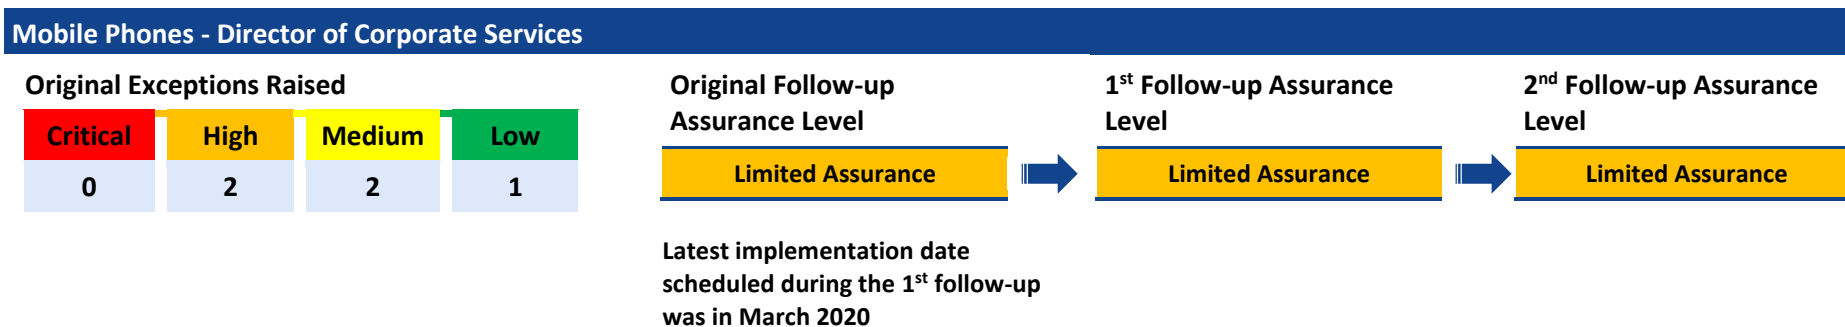 Mobile Phones - Director of Corporate Services
Original Exceptions Raised
Critical High Medium Low
0 2 2 1
Original Follow-up
Assurance Level
Limited Assurance
1st Follow-up Assurance
Level
Limited Assurance
2nd Follow-up Assurance
Level
Limited Assurance
Latest implementation date
scheduled during the 1st follow-up
was in March 2020